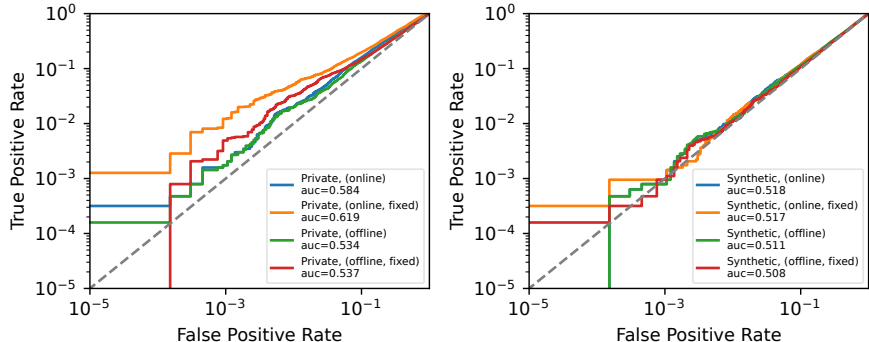 10^0
10^-1
10^-2
10^-3
10^-4
10^-5
True Positive Rate
10^-5
10^-3
10^-1
False Positive Rate
Private, (online)
auc=0.584
Private, (online, fixed)
auc=0.619
Private, (offline)
auc=0.534
Private, (offline, fixed)
auc=0.537
10^0
10^-1
10^-2
10^-3
10^-4
10^-5
True Positive Rate
10^-5
10^-3
10^-1
False Positive Rate
Synthetic, (online)
auc=0.518
Synthetic, (online, fixed)
auc=0.517
Synthetic, (offline)
auc=0.511
Synthetic, (offline, fixed)
auc=0.508